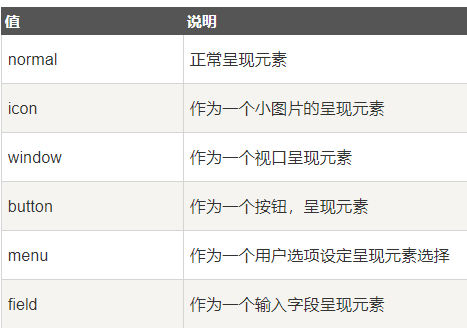 值 说明
normal 正常呈现元素
icon 作为一个小图片的呈现元素
window 作为一个视口呈现元素
button 作为一个按钮，呈现元素
menu 作为一个用户选项设定呈现元素选择
field 作为一个输入字段呈现元素